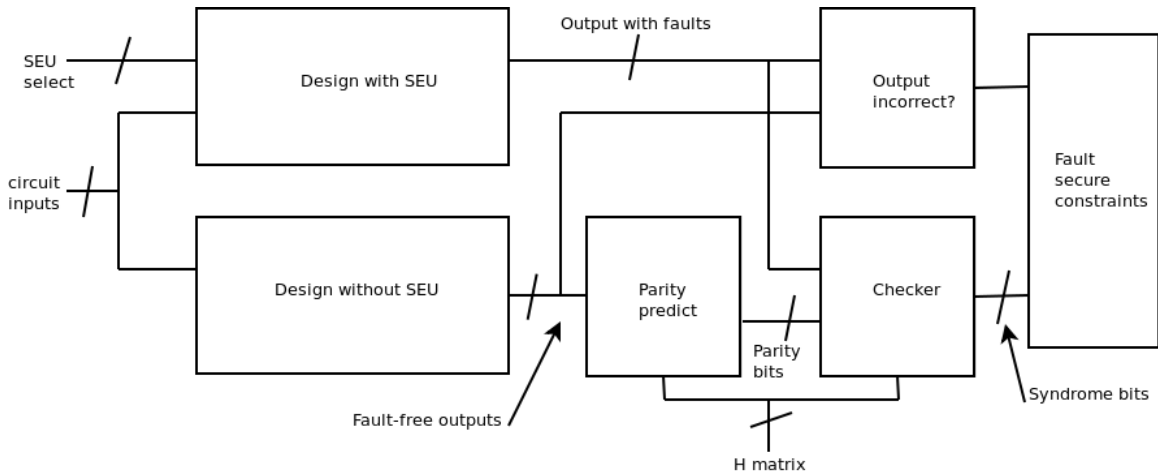 Output with faults
SEU
select
Design with SEU
Output
incorrect?
Fault
secure
constraints
circuit
inputs
Design without SEU
Parity
predict
Checker
Parity
bits
Fault-free outputs
Syndrome bits
H matrix